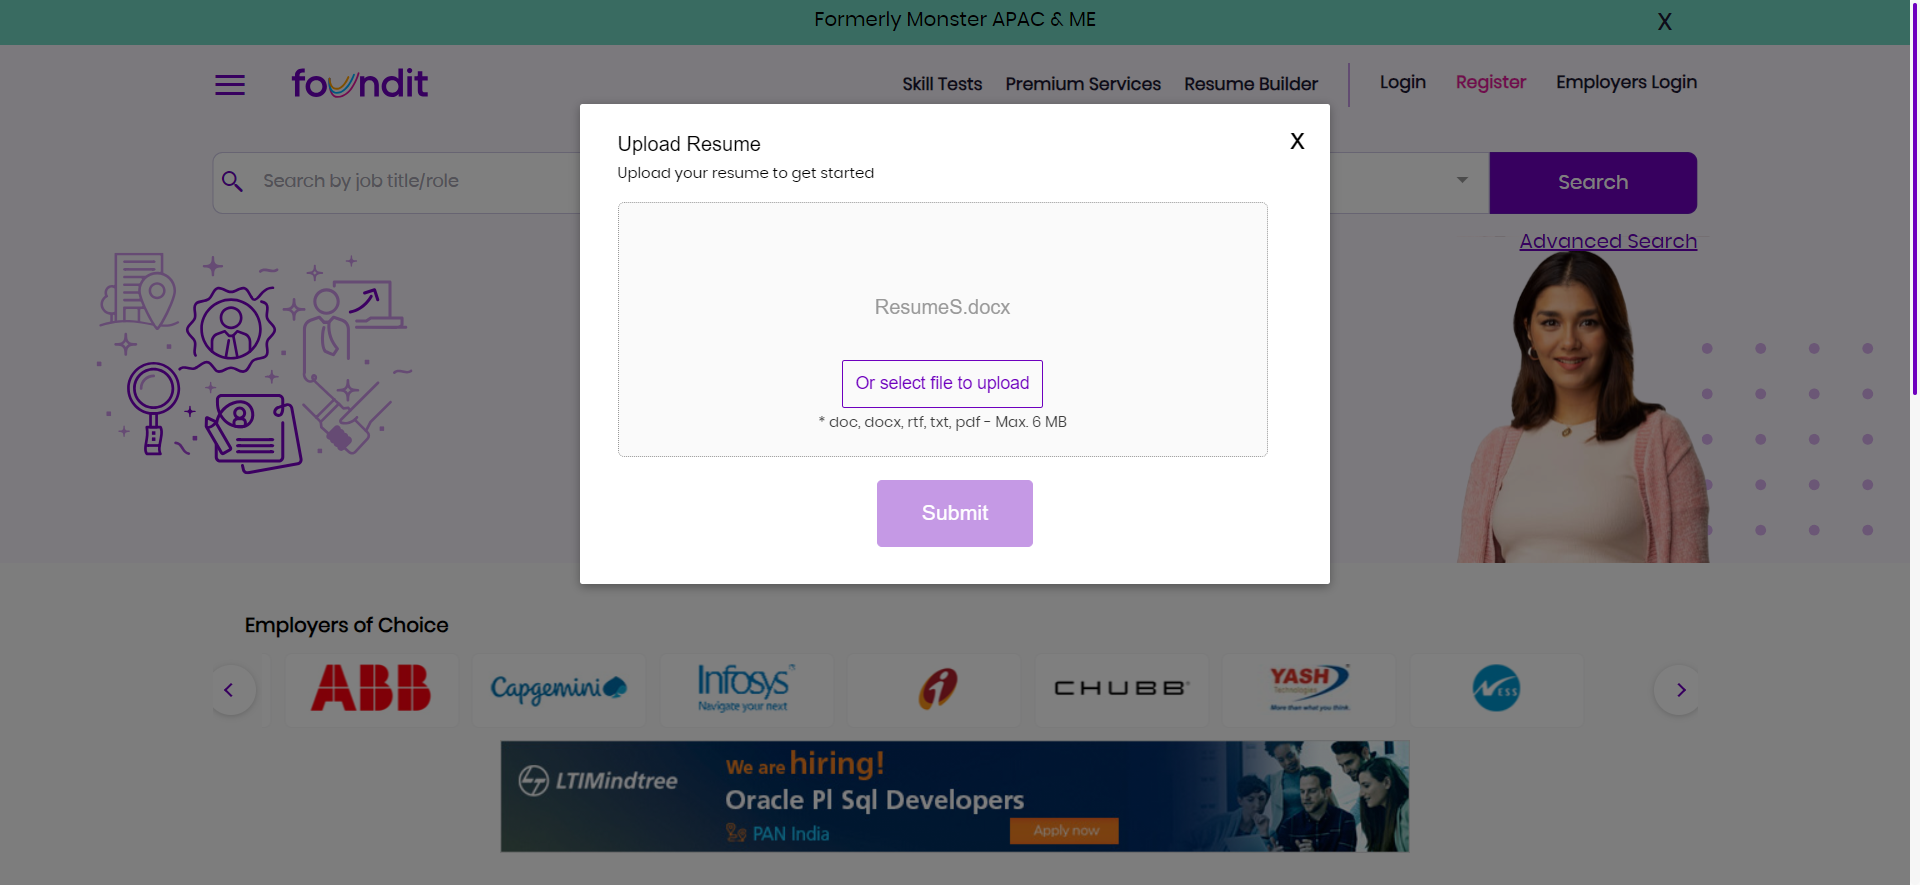 Formerly Monster APAC & ME
X
foundit
Skill Tests
Premium Services
Resume Builder
Login
Register
Employers Login
Upload Resume
X
Upload your resume to get started
Search by job title/role
Search
Advanced Search
ResumeS.docx
Or select file to upload
* doc, docx, rtf, txt, pdf - Max. 6 MB
Submit
Employers of Choice
ABB
Capgemini
Infosys
Navigate your next
CHUBB
YASH
Technologies
More than what you think.
NESS
LTIMindtree
We are hiring!
Oracle Pl Sql Developers
PAN India
Apply now